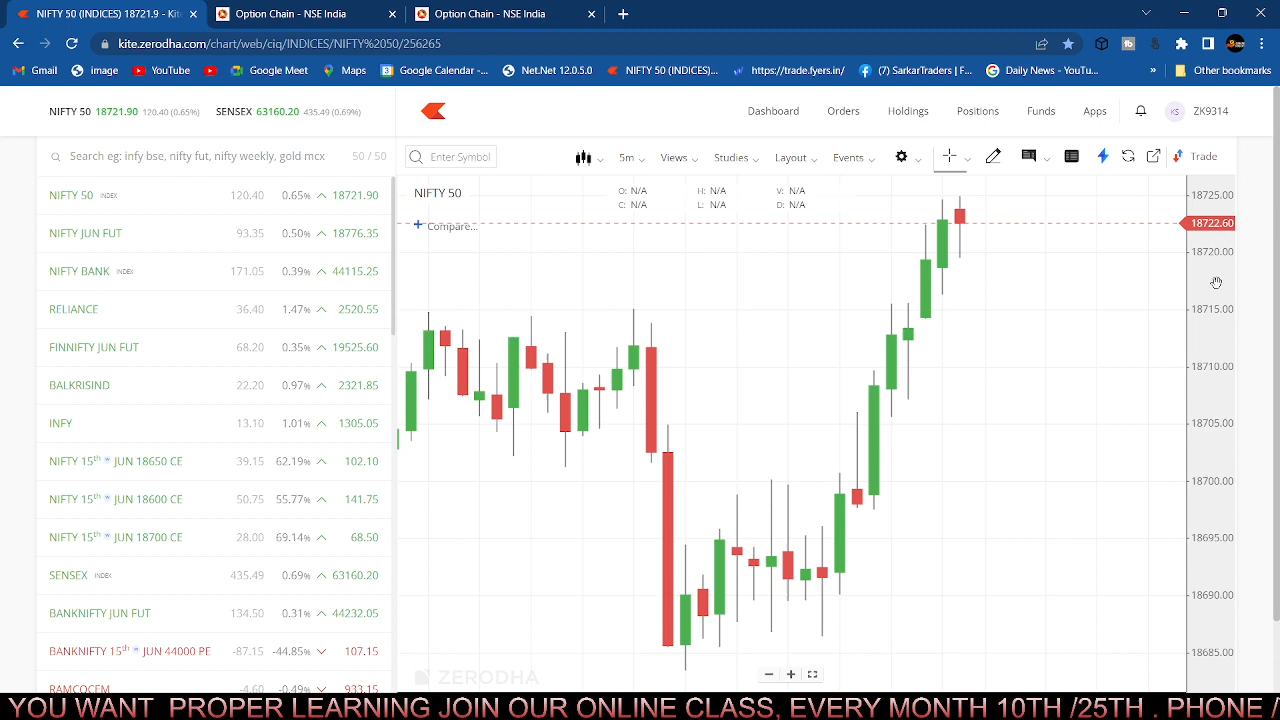 NIFTY 50 (INDICES) 18721.9 - Kite
Option Chain - NSE India
Option Chain - NSE India
kite.zerodha.com/chart/web/ciq/INDICES/NIFTY%2050/256265
Gmail image YouTube Google Meet Maps Google Calendar -... Net\Net 12.0.5.0 NIFTY 50 (INDICES)... https://trade.fyers.in/ (7) SarkarTraders | F... Daily News - YouTu... » Other bookmarks
NIFTY 50 18721.90 120.40 (0.65%) SENSEX 63160.20 435.49 (0.69%)
Dashboard Orders Holdings Positions Funds Apps KS ZK9314
Search eg: infy bse, nifty fut, nifty weekly, gold mcx 50 / 50
Enter Symbol 5m Views Studies Layouts Events Trade
NIFTY 50 INDEX 120.40 0.65% 18721.90
NIFTY JUN FUT 93.35 0.50% 18776.35
NIFTY BANK INDEX 171.05 0.39% 44115.25
RELIANCE 36.40 1.47% 2520.55
FINNIFTY JUN FUT 68.20 0.35% 19525.60
BALKRISIND 22.20 0.97% 2321.85
INFY 13.10 1.01% 1305.05
NIFTY 15th w JUN 18650 CE 39.15 62.19% 102.10
NIFTY 15th w JUN 18600 CE 50.75 55.77% 141.75
NIFTY 15th w JUN 18700 CE 28.00 69.14% 68.50
SENSEX INDEX 435.49 0.69% 63160.20
BANKNIFTY JUN FUT 134.50 0.31% 44232.05
BANKNIFTY 15th w JUN 44000 PE -87.15 -44.85% 107.15
RAMCOCEM -4.60 -0.49% 933.15
NIFTY 50
O: N/A H: N/A V: N/A
C: N/A L: N/A D: N/A
+ Compare...
18725.00
18722.60
18720.00
18715.00
18710.00
18705.00
18700.00
18695.00
18690.00
18685.00
ZERODHA
YOU WANT PROPER LEARNING JOIN OUR ONLINE CLASS, EVERY MONTH 10TH /25TH . PHONE /